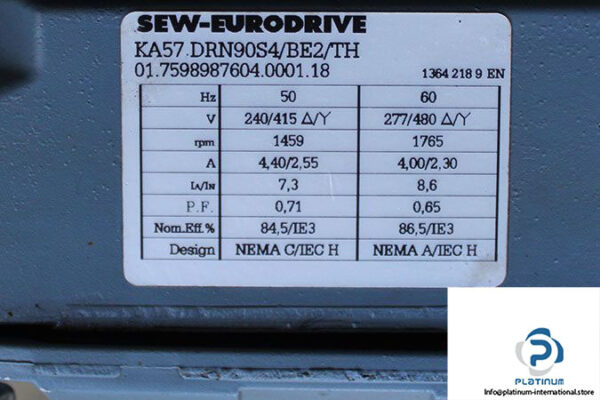 SEW-EURODRIVE
KA57 DRN90S4/BE2/TH
01.7598987604.0001.18 1364 218 9 EN
Hz 50 60
V 240/415 Δ/Y 277/480 Δ/Y
rpm 1459 1765
A 4,40/2,55 4,00/2,30
IA/IN 7,3 8,6
P.F. 0,71 0,65
Nom.Eff.% 84,5/IE3 86,5/IE3
Design NEMA C/IEC H NEMA A/IEC H
PLATINUM
Info@platinum-international.store